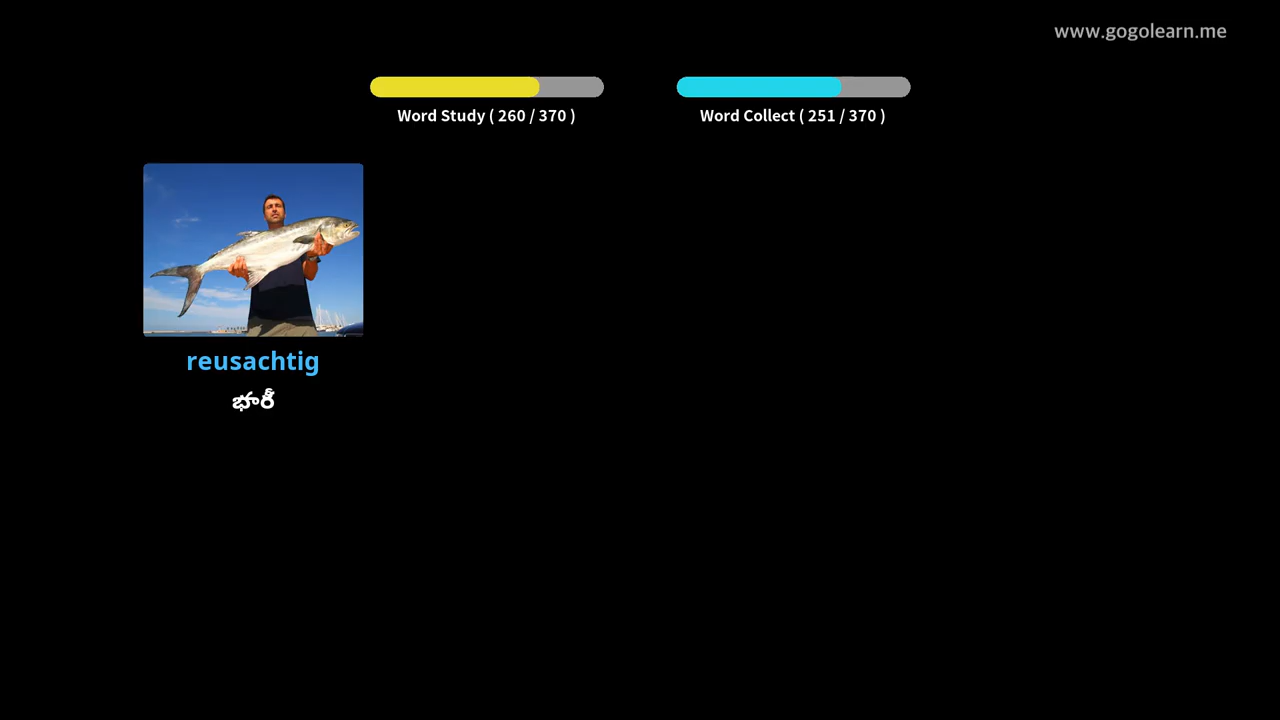 www.gogolearn.me
Word Study ( 260 / 370 )
Word Collect ( 251 / 370 )
reusachtig
భారీ